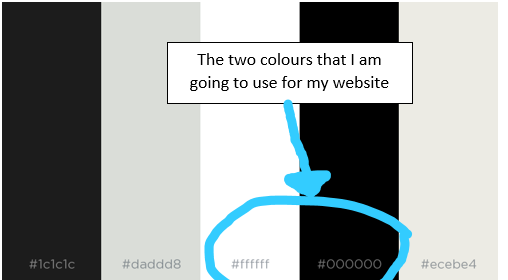 The two colours that I am
going to use for my website
#1c1c1c #daddd8 #ffffff #000000 #ecebe4